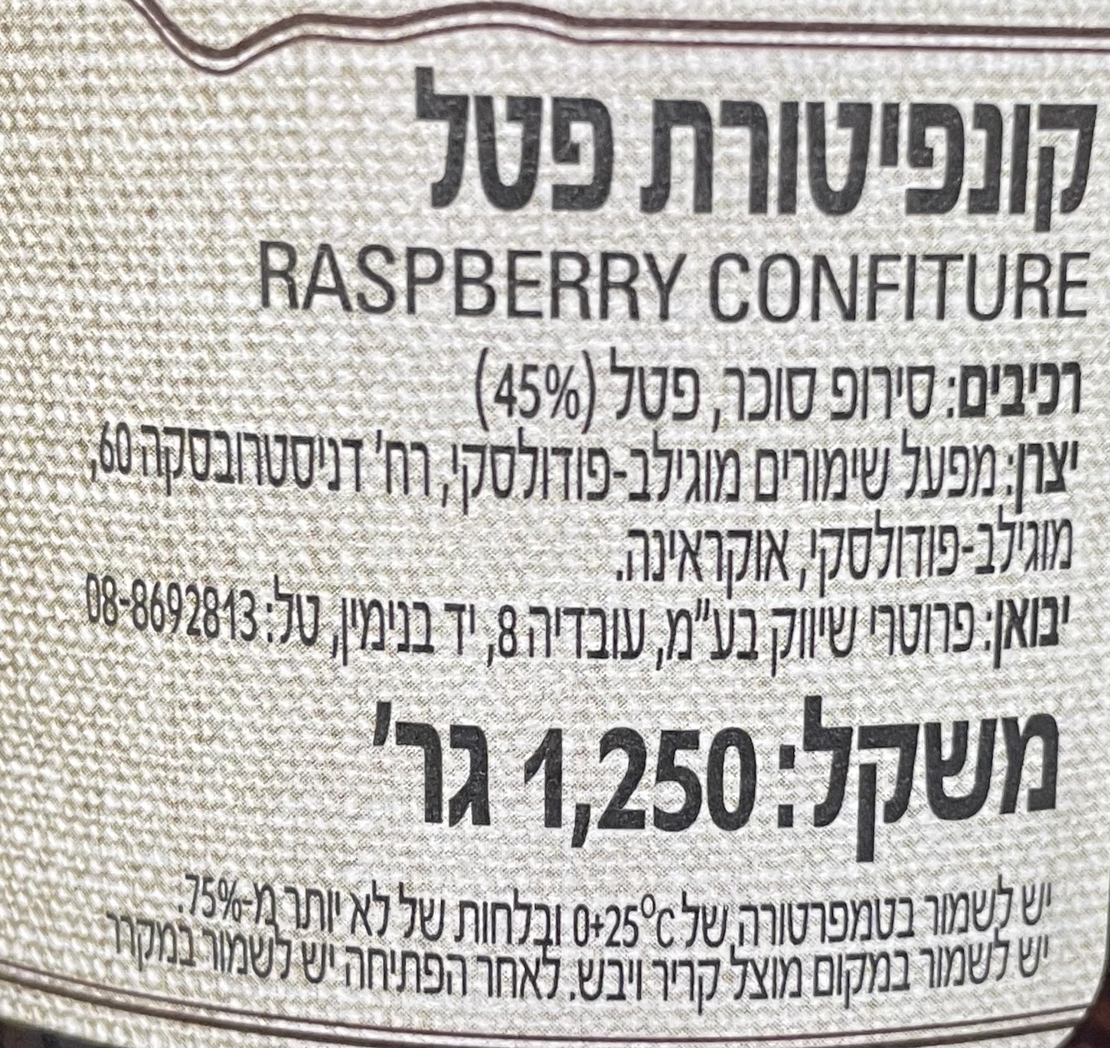 קונפיטורת פטל
RASPBERRY CONFITURE
רכיבים: סירופ סוכר, פטל (45%)
יצרן: מפעל שימורים מוגילב-פודולסקי, רח' דניסטרובסקה 60,
מוגילב-פודולסקי, אוקראינה.
יבואן: פרוטרי שיווק בע"מ, עובדיה 8, יד בנימין, טל: 08-8692813
משקל: 1,250 גר'
יש לשמור בטמפרטורה של 0+25°C ובלחות של לא יותר מ-75%.
יש לשמור במקום מוצל קריר ויבש. לאחר הפתיחה יש לשמור במקרר